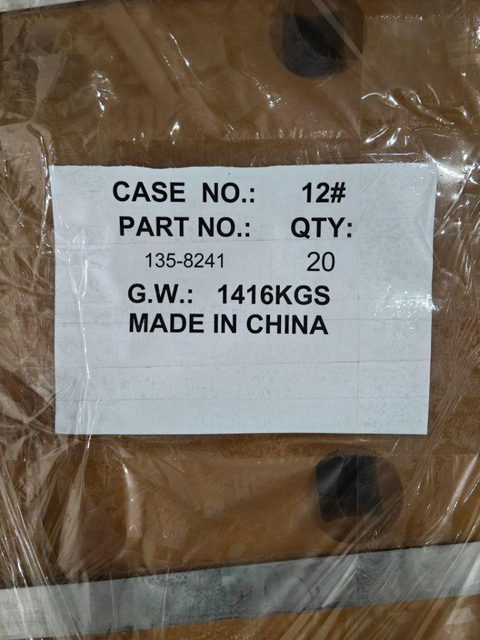 CASE NO.: 12#
PART NO.: QTY:
135-8241 20
G.W.: 1416KGS
MADE IN CHINA